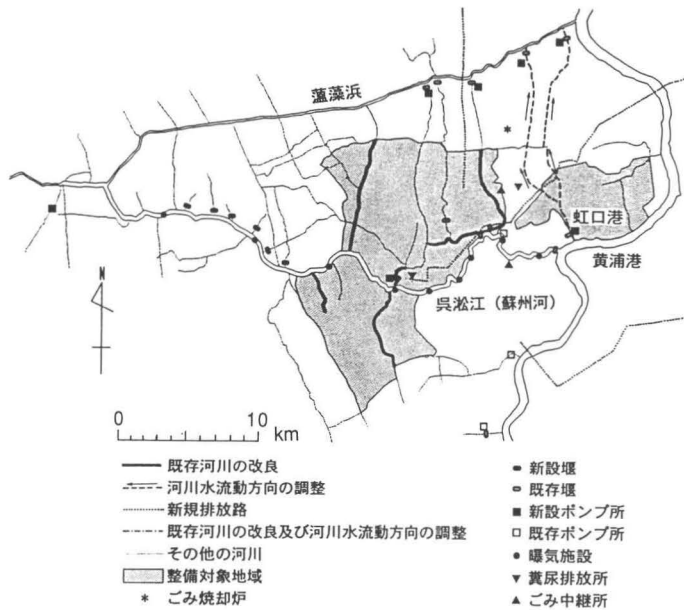 薀藻浜
虹口港
黄浦港
呉淞江(蘇州河)
N
0 10
km
既存河川の改良
河川水流動方向の調整
新規排放路
既存河川の改良及び河川水流動方向の調整
その他の河川
整備対象地域
* ごみ焼却炉
新設堰
既存堰
新設ポンプ所
既存ポンプ所
曝気施設
糞尿排放所
ごみ中継所